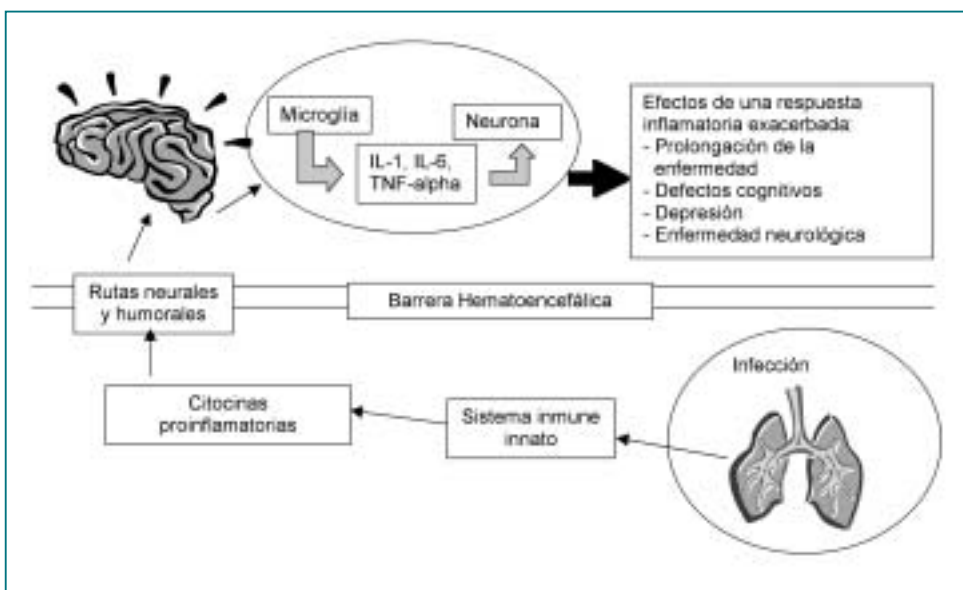 Microglía
Neurona
IL-1, IL-6,
TNF-alpha
Efectos de una respuesta
inflamatoria exacerbada:
- Prolongación de la
enfermedad
- Defectos cognitivos
- Depresión
- Enfermedad neurológica
Rutas neurales
y humorales
Barrera Hematoencefálica
Infección
Citocinas
proinflamatorias
Sistema inmune
innato